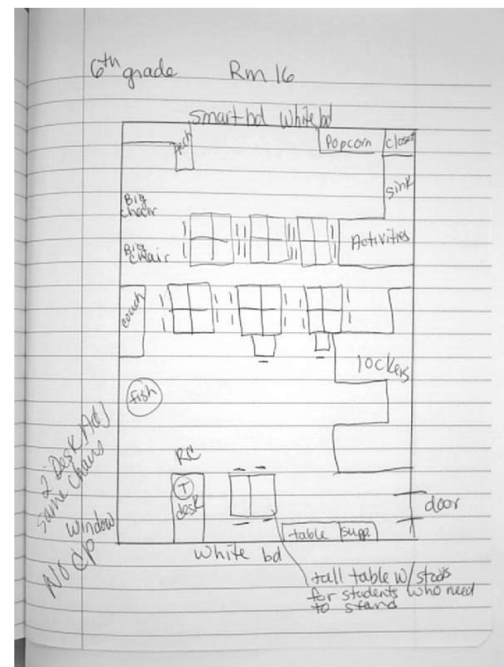 6th grade Rm 16
smart bd White bd
tech
Popcorn
closet
sink
Big
chair
Big
chair
Activities
couch
lockers
fish
2 Desk
same chairs
Window
No CP
RC
T
desk
door
table
supp
White bd
tall table w/ stools
for students who need
to stand